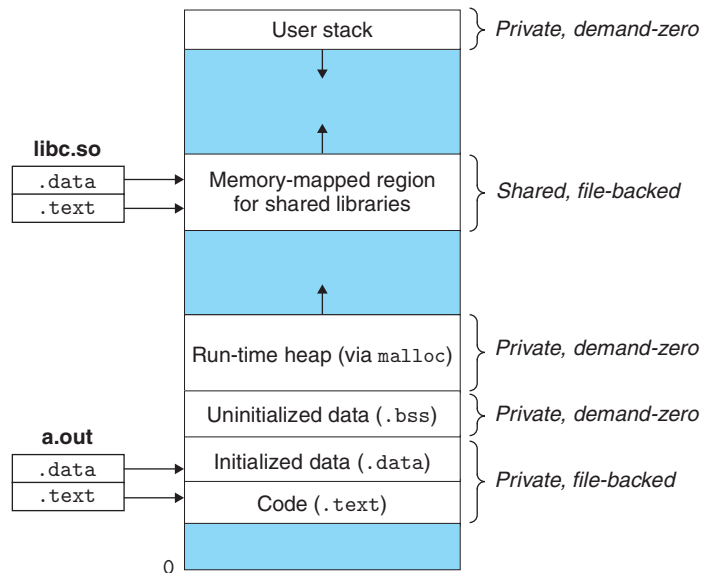 User stack
Private, demand-zero
libc.so
.data
.text
Memory-mapped region
for shared libraries
Shared, file-backed
Run-time heap (via malloc)
Private, demand-zero
Uninitialized data (.bss)
Private, demand-zero
a.out
.data
.text
Initialized data (.data)
Code (.text)
Private, file-backed
0